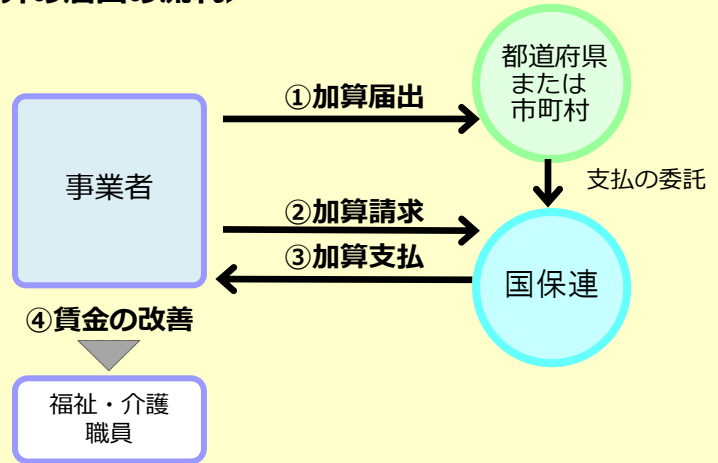 ①加算届出
都道府県
または
市町村
事業者
支払の委託
②加算請求
③加算支払
国保連
④賃金の改善
福祉・介護
職員